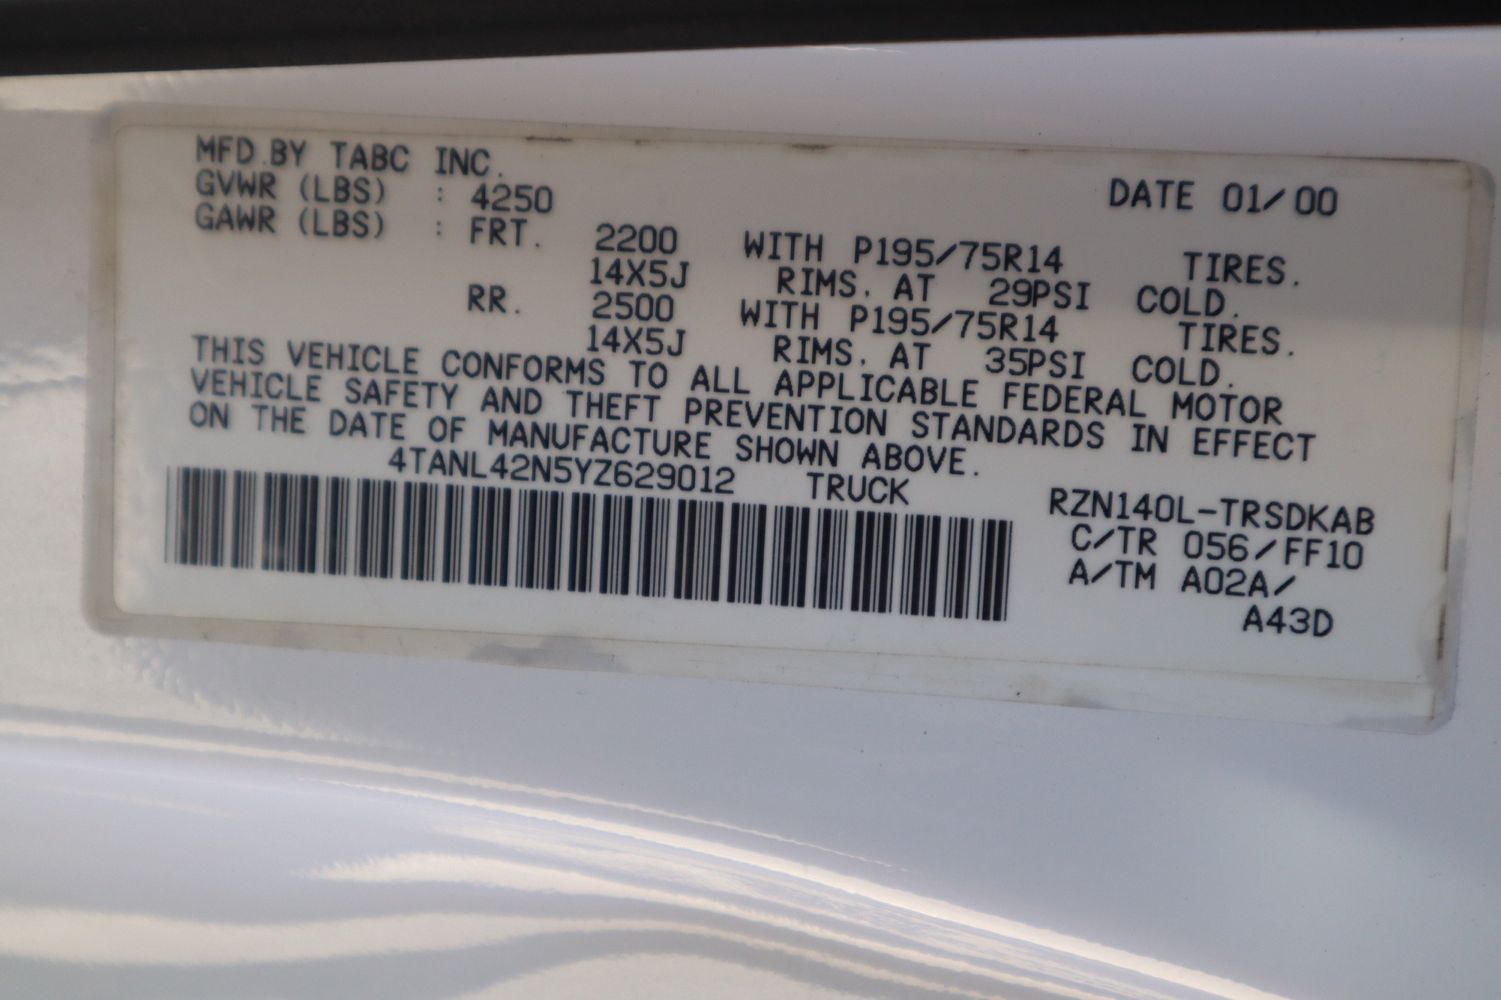 MFD.BY TABC INC.
DATE 01/00
GVWR (LBS) : 4250
GAWR (LBS) : FRT. 2200 WITH P195/75R14 TIRES.
14X5J RIMS. AT 29PSI COLD.
RR. 2500 WITH P195/75R14 TIRES.
14X5J RIMS. AT 35PSI COLD.
THIS VEHICLE CONFORMS TO ALL APPLICABLE FEDERAL MOTOR
VEHICLE SAFETY AND THEFT PREVENTION STANDARDS IN EFFECT
ON THE DATE OF MANUFACTURE SHOWN ABOVE.
4TANL42N5YZ629012 TRUCK
RZN140L-TRSDKAB
C/TR 056/FF10
A/TM A02A/
A43D